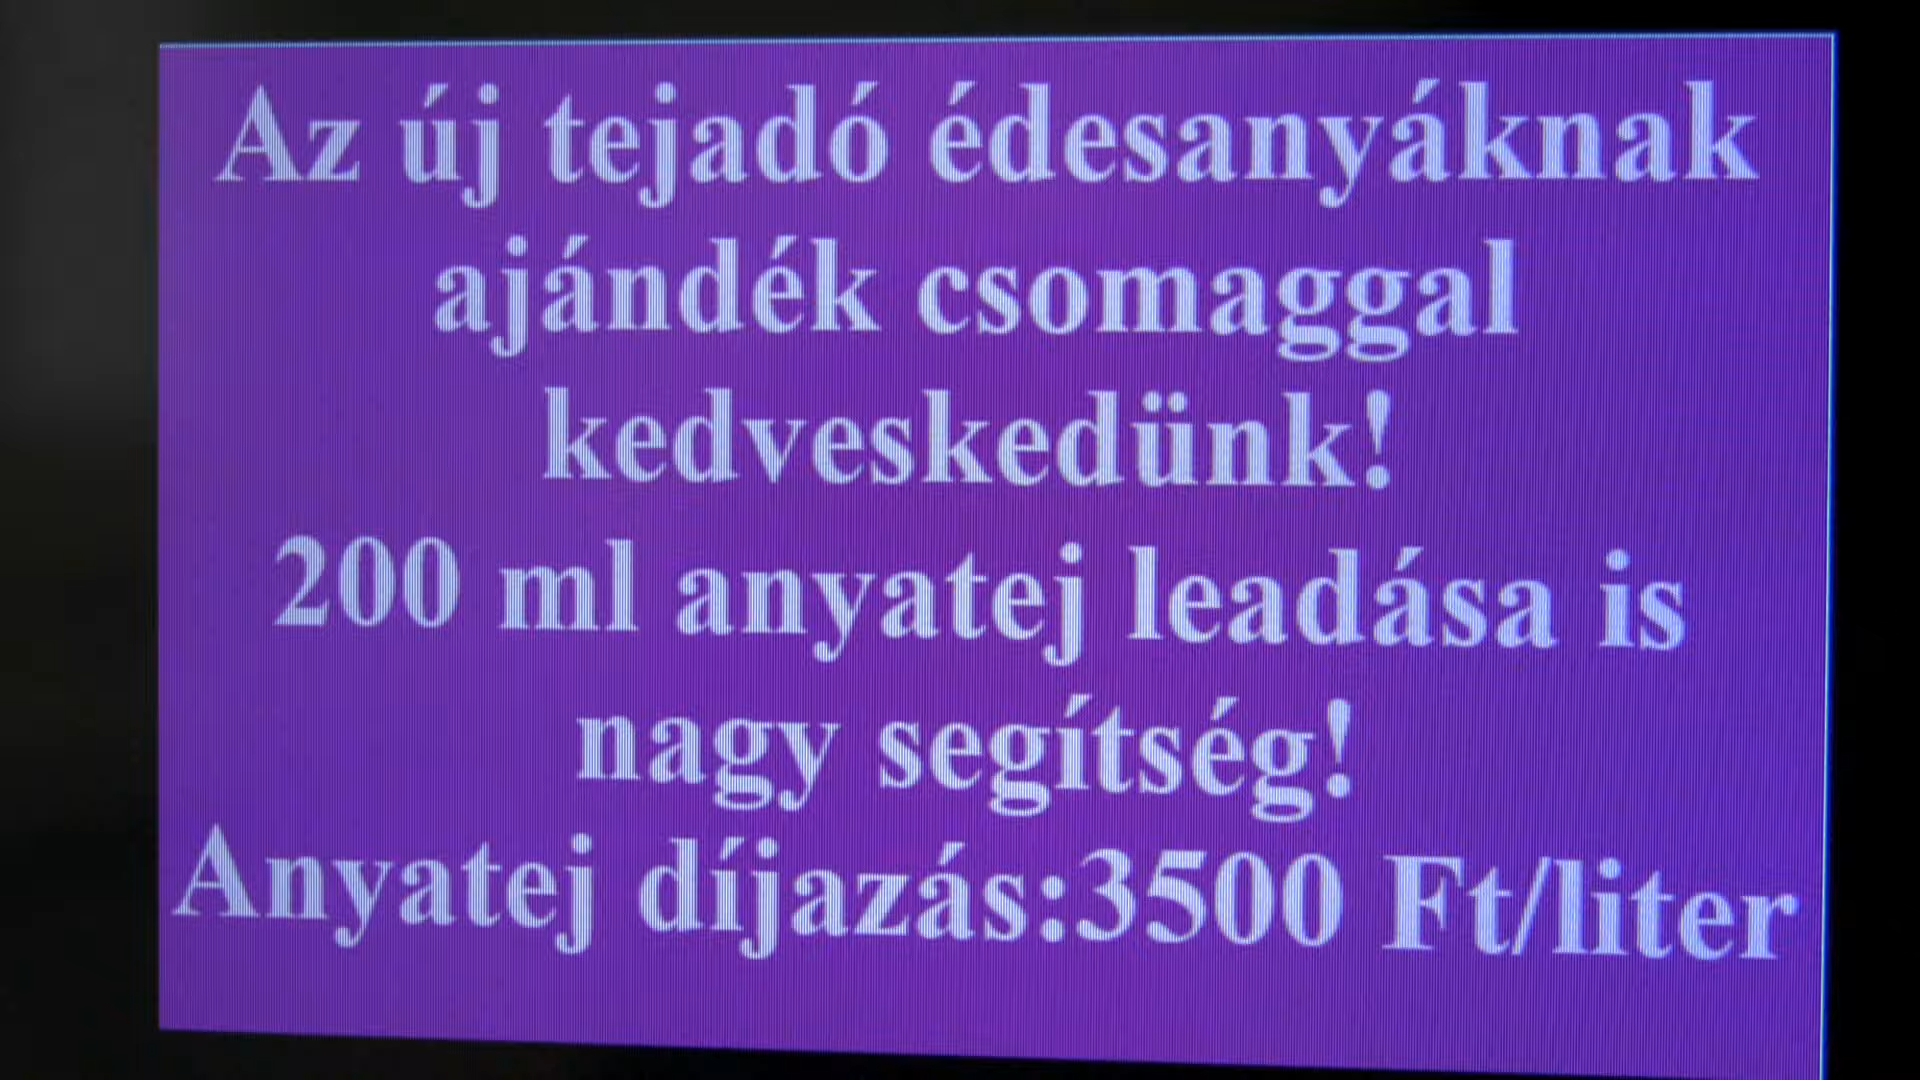 Az új tejadó édesanyáknak
ajándék csomaggal
kedveskedünk!
200 ml anyatej leadása is
nagy segítség!
Anyatej díjazás:3500 Ft/liter